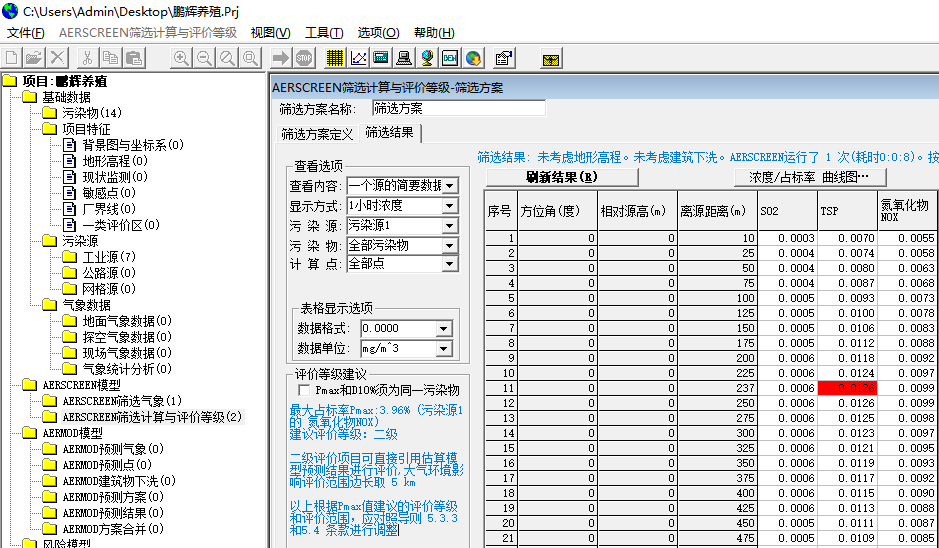 C:\Users\Admin\Desktop\鹏辉养殖.Prj
文件(F) AERSCREEN筛选计算与评价等级 视图(V) 工具(T) 选项(O) 帮助(H)
STOP
DEM
项目:鹏辉养殖
基础数据
污染物(14)
项目特征
背景图与坐标系(0)
地形高程(0)
现状监测(0)
敏感点(0)
厂界线(0)
一类评价区(0)
污染源
工业源(7)
公路源(0)
网格源(0)
气象数据
地面气象数据(0)
探空气象数据(0)
现场气象数据(0)
气象统计分析(0)
AERSCREEN模型
AERSCREEN筛选气象(1)
AERSCREEN筛选计算与评价等级(2)
AERMOD模型
AERMOD预测气象(0)
AERMOD预测点(0)
AERMOD建筑物下洗(0)
AERMOD预测方案(0)
AERMOD预测结果(0)
AERMOD方案合并(0)
风险模型
AERSCREEN筛选计算与评价等级-筛选方案
筛选方案名称: 筛选方案
筛选方案定义 筛选结果
查看选项
查看内容: 一个源的简要数据
显示方式: 1小时浓度
污 染 源: 污染源1
污 染 物: 全部污染物
计 算 点: 全部点
表格显示选项
数据格式: 0.0000
数据单位: mg/m^3
评价等级建议
Pmax和D10%须为同一污染物
最大占标率Pmax:3.96% (污染源1
的 氮氧化物NOX)
建议评价等级: 二级
二级评价项目可直接引用估算模
型预测结果进行评价,大气环境影
响评价范围边长取 5 km
以上根据Pmax值建议的评价等级
和评价范围,应对照导则 5.3.3
和5.4 条款进行调整
筛选结果: 未考虑地形高程。未考虑建筑下洗。AERSCREEN运行了 1 次(耗时0:0:8)。按
刷新结果(R) 浓度/占标率 曲线图…
序号 方位角(度) 相对源高(m) 离源距离(m) SO2 TSP 氮氧化物
NOX
1 0 0 10 0.0003 0.0070 0.0055
2 0 0 25 0.0004 0.0074 0.0058
3 0 0 50 0.0004 0.0080 0.0063
4 0 0 75 0.0004 0.0087 0.0068
5 0 0 100 0.0005 0.0093 0.0073
6 0 0 125 0.0005 0.0100 0.0078
7 0 0 150 0.0005 0.0106 0.0083
8 0 0 175 0.0005 0.0112 0.0088
9 0 0 200 0.0006 0.0118 0.0092
10 0 0 225 0.0006 0.0124 0.0097
11 0 0 237 0.0006 0.0126 0.0099
12 0 0 250 0.0006 0.0126 0.0099
13 0 0 275 0.0006 0.0125 0.0098
14 0 0 300 0.0006 0.0123 0.0097
15 0 0 325 0.0006 0.0121 0.0095
16 0 0 350 0.0006 0.0119 0.0093
17 0 0 375 0.0006 0.0117 0.0092
18 0 0 400 0.0006 0.0115 0.0090
19 0 0 425 0.0006 0.0113 0.0088
20 0 0 450 0.0005 0.0111 0.0087
21 0 0 475 0.0005 0.0109 0.0085